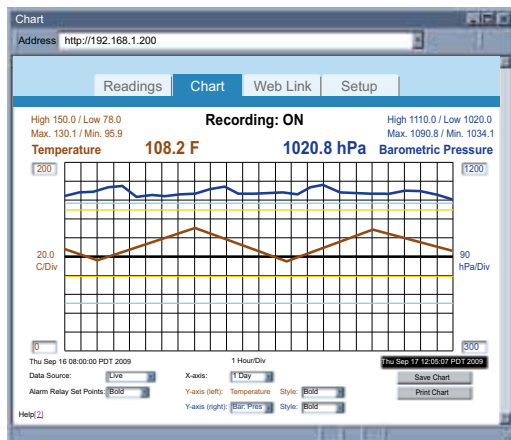 Chart
Address http://192.168.1.200
Readings Chart Web Link Setup
High 150.0 / Low 78.0 Recording: ON High 1110.0 / Low 1020.0
Max. 130.1 / Min. 95.9 Max. 1090.8 / Min. 1034.1
Temperature 108.2 F 1020.8 hPa Barometric Pressure
200 1200
20.0 90
C/Div hPa/Div
0 300
Thu Sep 16 08:00:00 PDT 2009 1 Hour/Div Thu Sep 17 12:05:07 PDT 2009
Data Source: Live X-axis: 1 Day Save Chart
Alarm Relay Set Points: Bold Y-axis (left): Temperature Style: Bold Print Chart
Y-axis (right): Bar. Pres Style: Bold
Help[?]